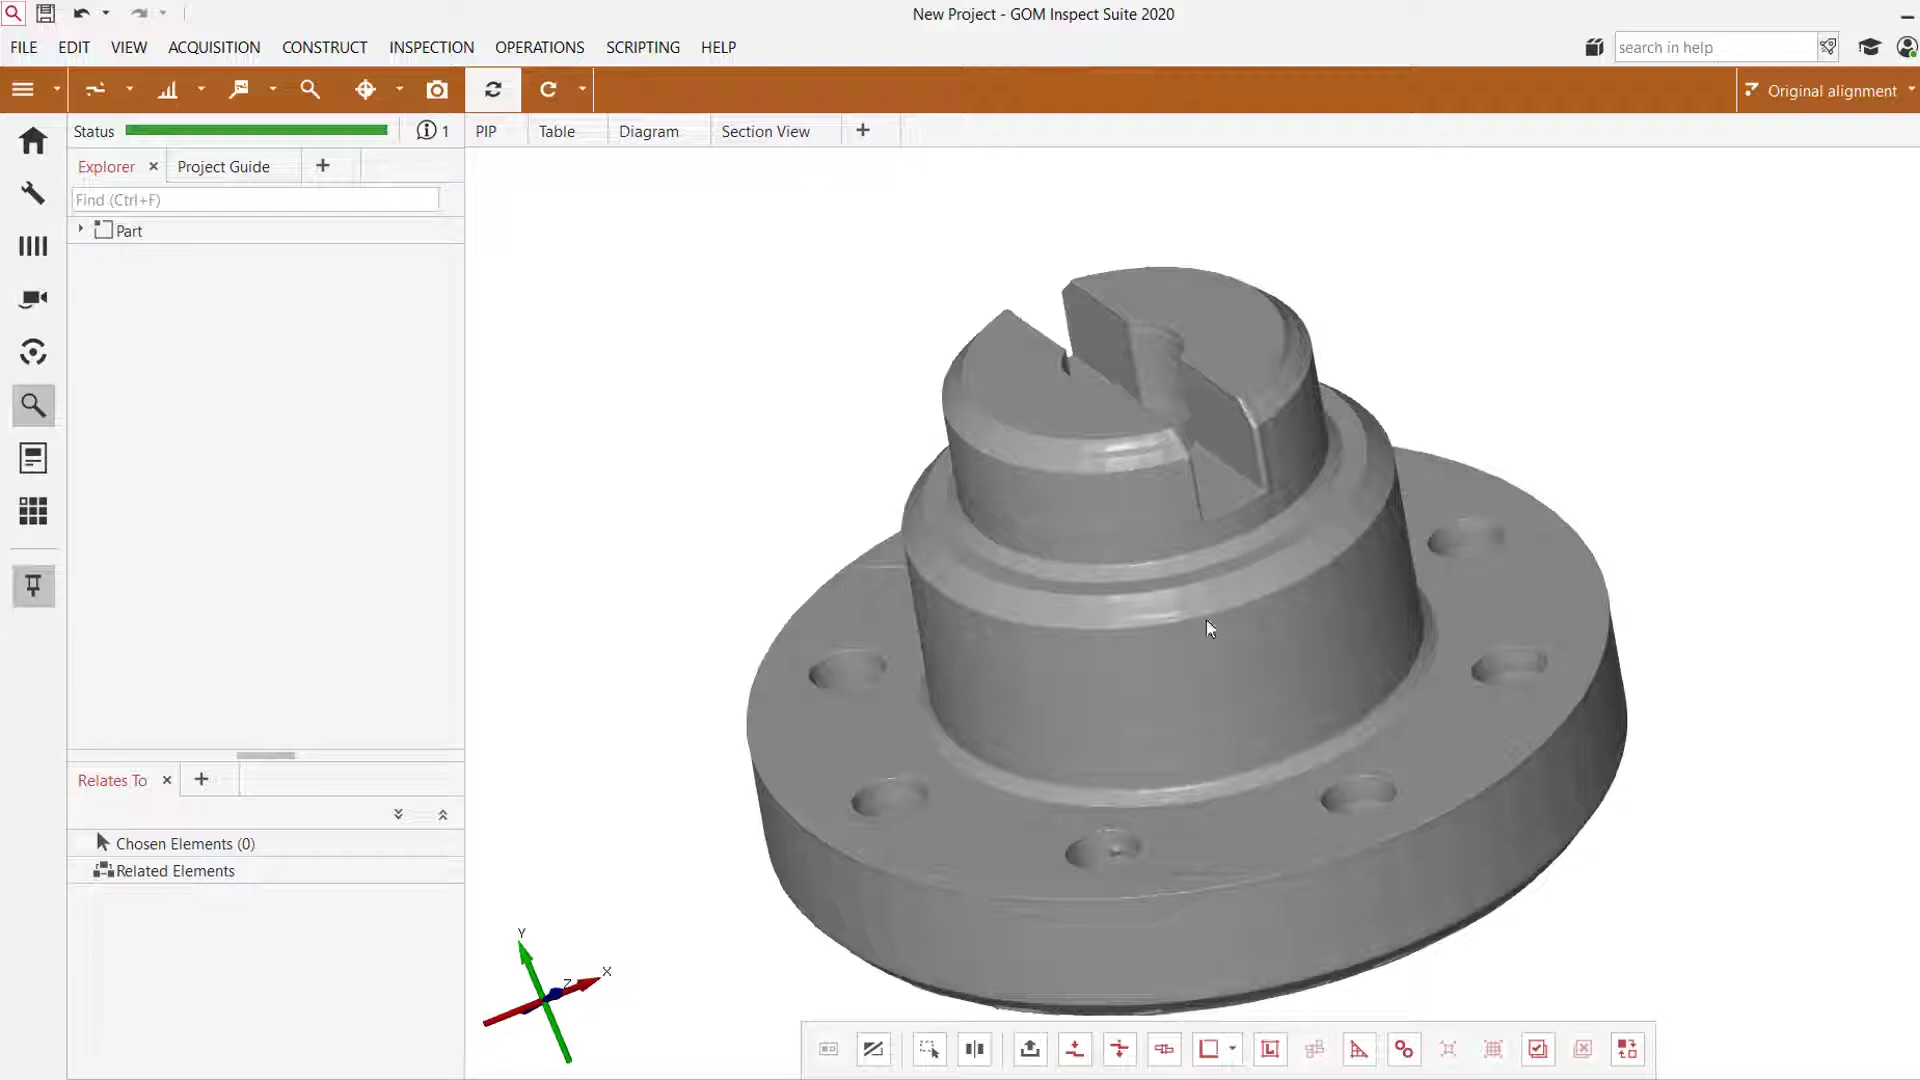 New Project - GOM Inspect Suite 2020
FILE EDIT VIEW ACQUISITION CONSTRUCT INSPECTION OPERATIONS SCRIPTING HELP
search in help
Original alignment
Status 1 PIP Table Diagram Section View +
Explorer × Project Guide +
Find (Ctrl+F)
Part
Relates To × +
Chosen Elements (0)
Related Elements
Y
X
Z